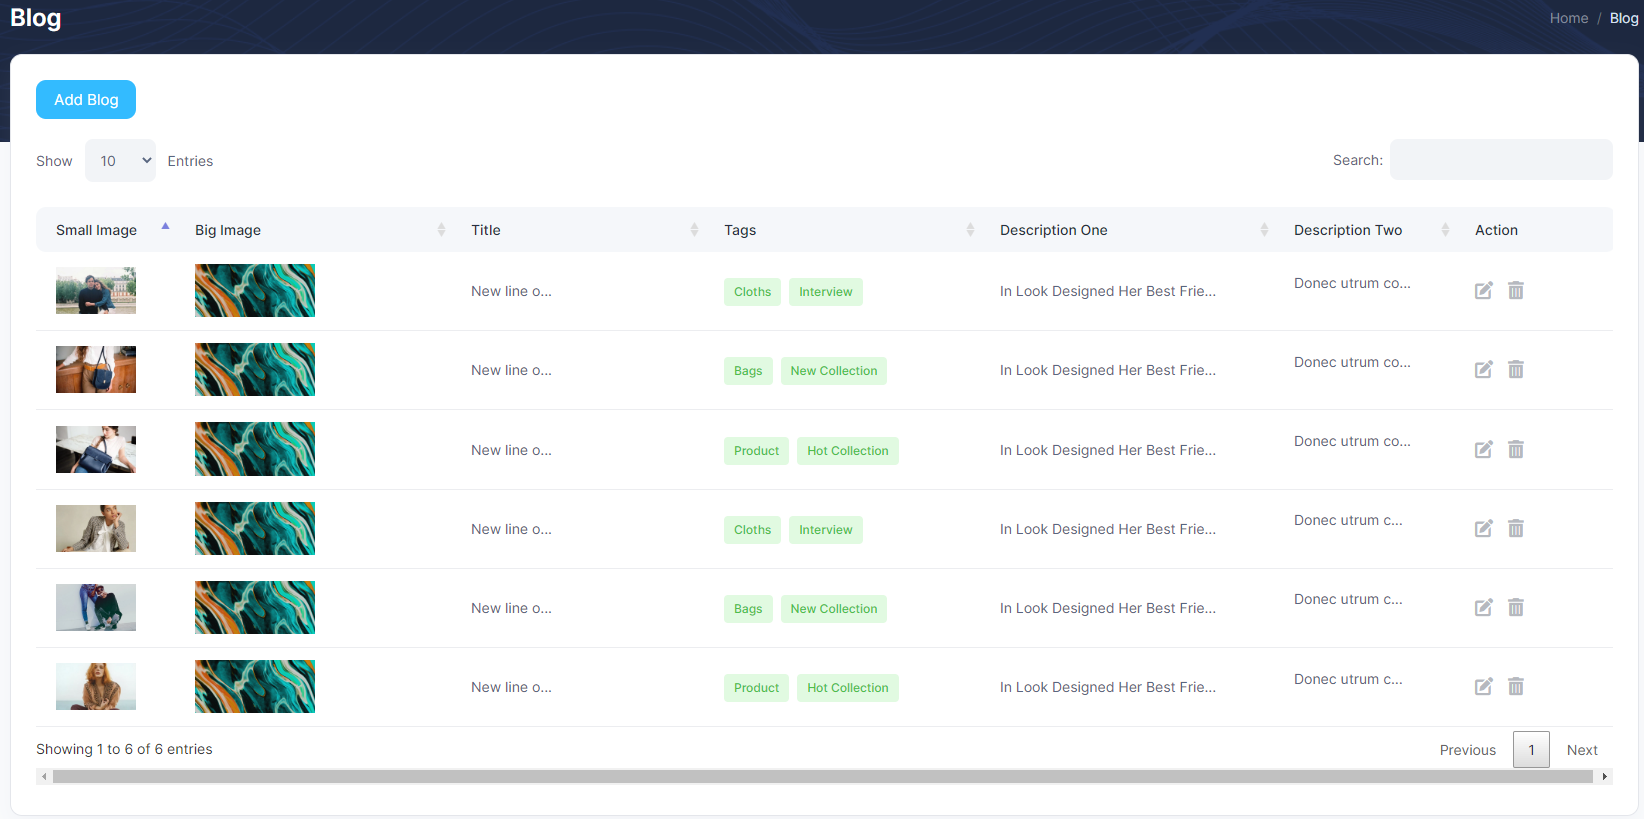 Blog
Home / Blog
Add Blog
Show 10 Entries
Search:
Small Image Big Image Title Tags Description One Description Two Action
New line o... Cloths Interview In Look Designed Her Best Frie... Donec utrum co...
New line o... Bags New Collection In Look Designed Her Best Frie... Donec utrum co...
New line o... Product Hot Collection In Look Designed Her Best Frie... Donec utrum co...
New line o... Cloths Interview In Look Designed Her Best Frie... Donec utrum c...
New line o... Bags New Collection In Look Designed Her Best Frie... Donec utrum c...
New line o... Product Hot Collection In Look Designed Her Best Frie... Donec utrum c...
Showing 1 to 6 of 6 entries
Previous 1 Next